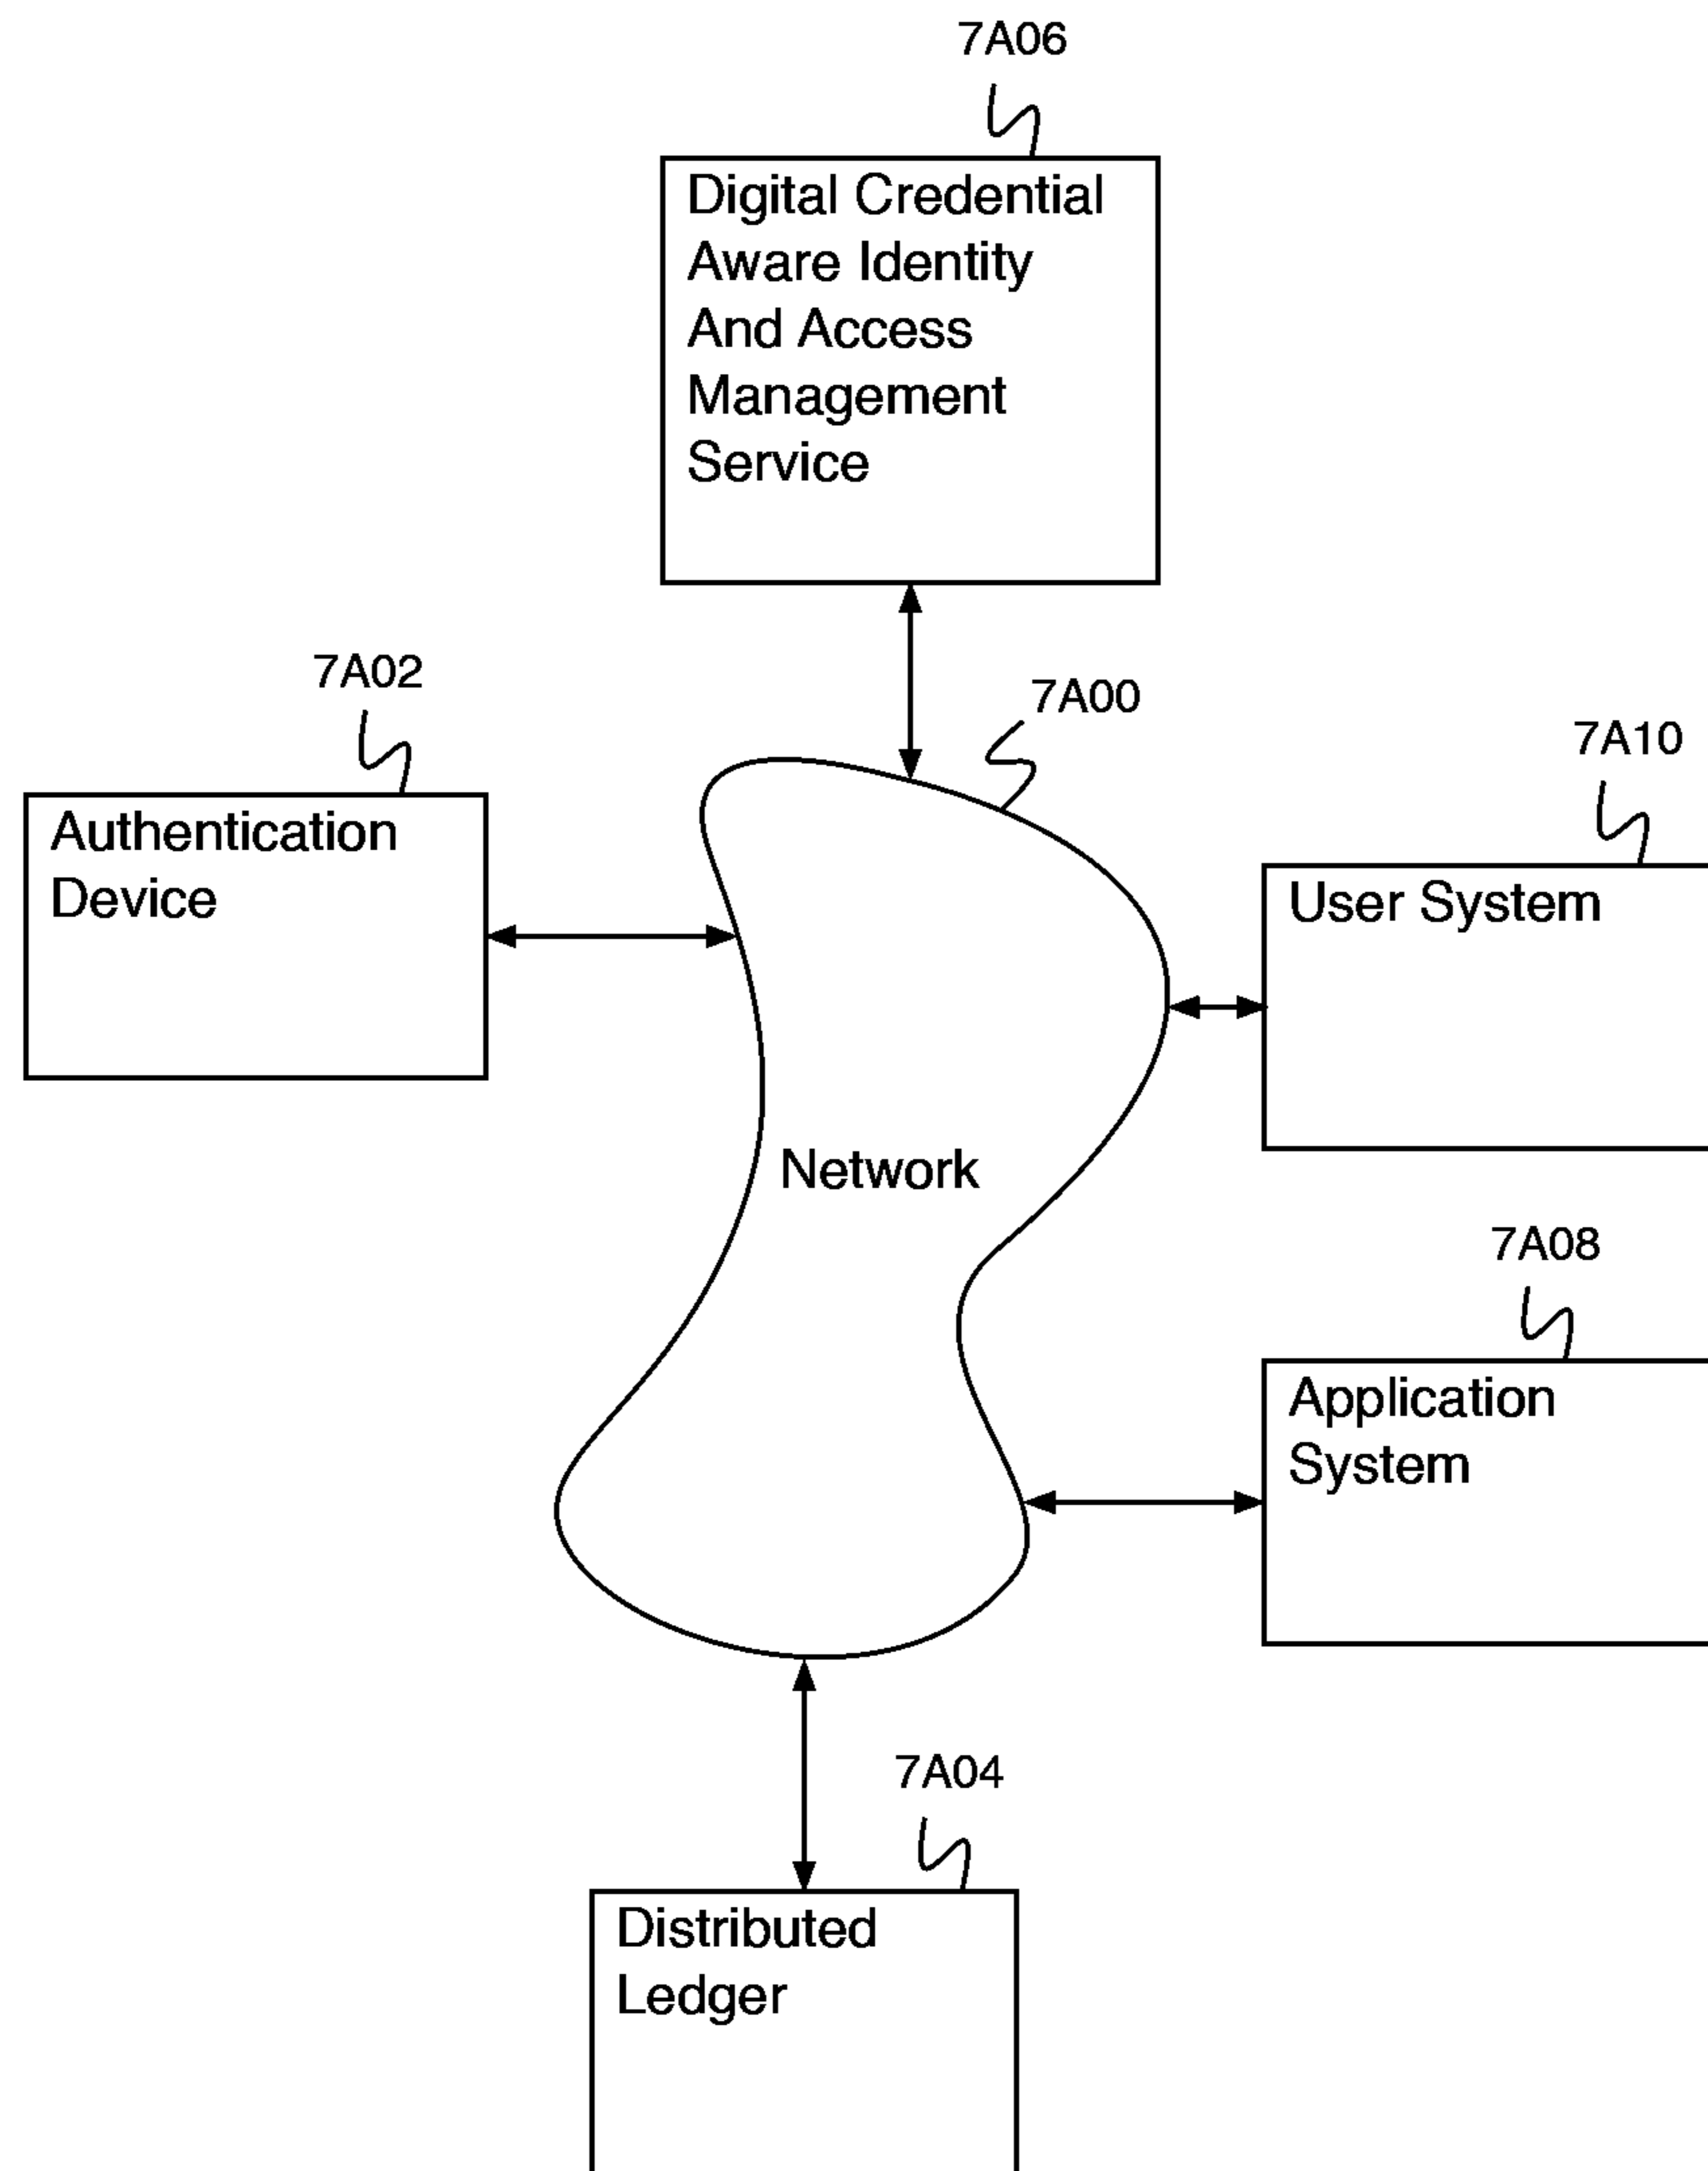 7A06
Digital Credential
Aware Identity
And Access
Management
Service
7A02
7A00
7A10
Authentication
Device
User System
Network
7A08
Application
System
7A04
Distributed
Ledger